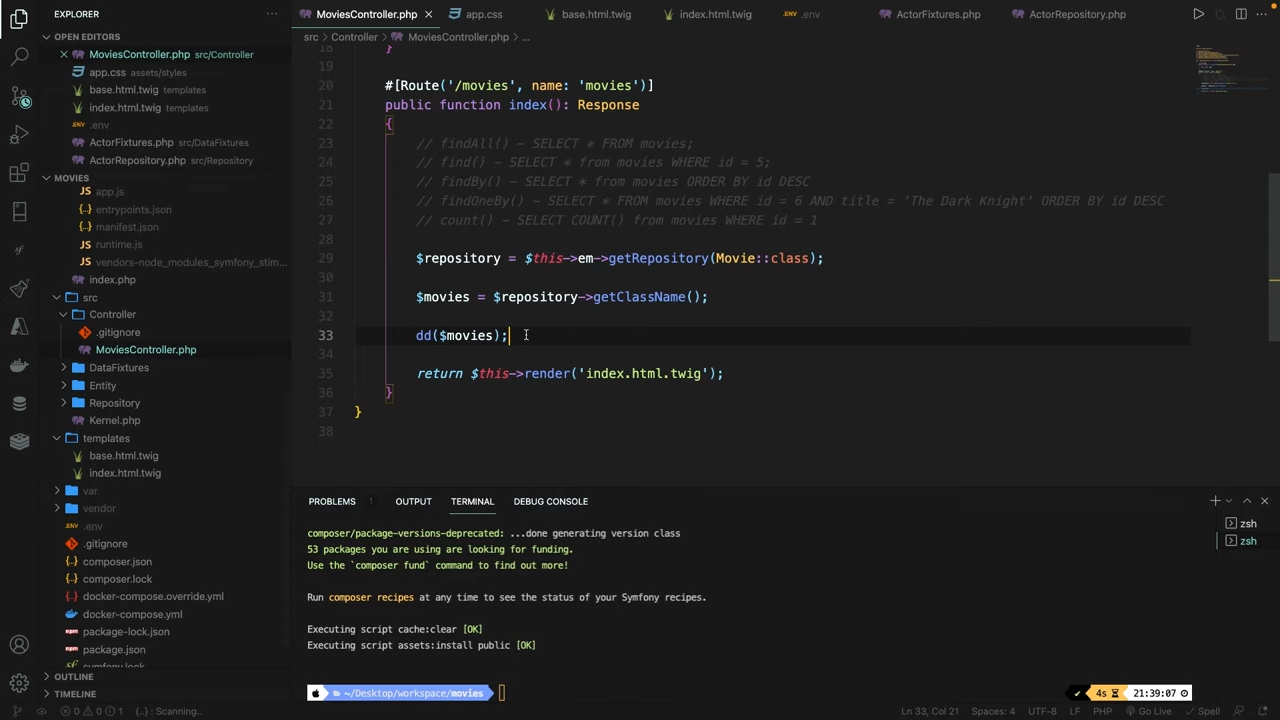 EXPLORER
...
OPEN EDITORS
MoviesController.php src/Controller
app.css assets/styles
base.html.twig templates
index.html.twig templates
.env
ActorFixtures.php src/DataFixtures
ActorRepository.php src/Repository
MOVIES
app.js
entrypoints.json
manifest.json
runtime.js
vendors-node_modules_symfony_stim...
index.php
src
Controller
.gitignore
MoviesController.php
DataFixtures
Entity
Repository
Kernel.php
templates
base.html.twig
index.html.twig
var
vendor
.env
.gitignore
composer.json
composer.lock
docker-compose.override.yml
docker-compose.yml
package-lock.json
package.json
symfony.lock
OUTLINE
TIMELINE
MoviesController.php app.css base.html.twig index.html.twig .env ActorFixtures.php ActorRepository.php
src > Controller > MoviesController.php > ...
18 }
19
20 #[Route('/movies', name: 'movies')]
21 public function index(): Response
22 {
23 // findAll() - SELECT * FROM movies;
24 // find() - SELECT * from movies WHERE id = 5;
25 // findBy() - SELECT * from movies ORDER BY id DESC
26 // findOneBy() - SELECT * FROM movies WHERE id = 6 AND title = 'The Dark Knight' ORDER BY id DESC
27 // count() - SELECT COUNT() from movies WHERE id = 1
28
29 $repository = $this->em->getRepository(Movie::class);
30
31 $movies = $repository->getClassName();
32
33 dd($movies);
34
35 return $this->render('index.html.twig');
36 }
37 }
38
PROBLEMS 1 OUTPUT TERMINAL DEBUG CONSOLE
composer/package-versions-deprecated: ...done generating version class
53 packages you are using are looking for funding.
Use the `composer fund` command to find out more!
Run composer recipes at any time to see the status of your Symfony recipes.
Executing script cache:clear [OK]
Executing script assets:install public [OK]
~/Desktop/workspace/movies
4s 21:39:07
zsh
zsh
0 0 1 {..} : Scanning.. Ln 33, Col 21 Spaces: 4 UTF-8 LF PHP Go Live Spell